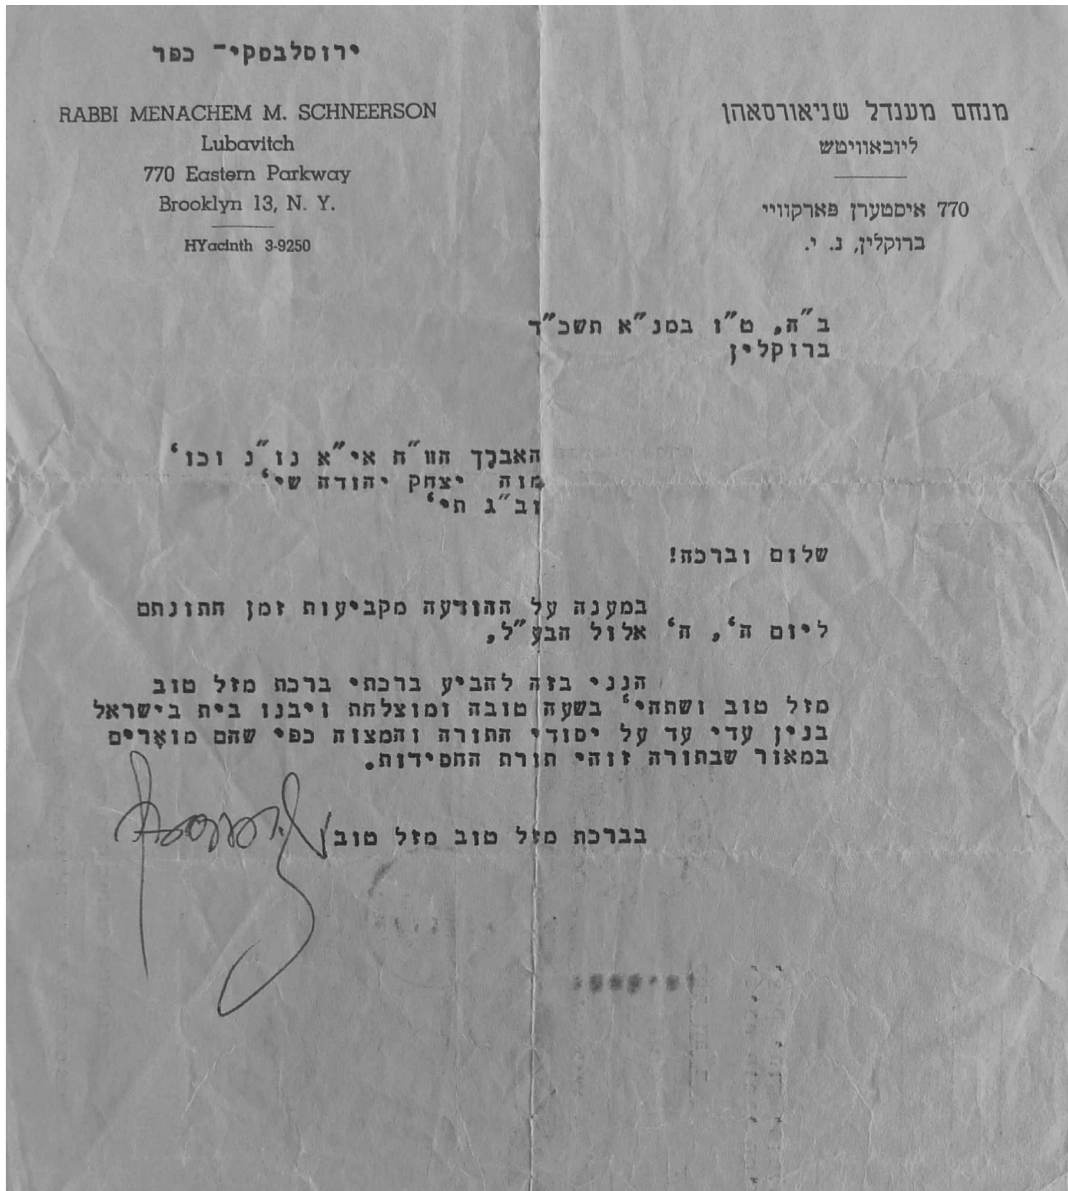 ירוסלבסקי- כפר
RABBI MENACHEM M. SCHNEERSON
Lubavitch
770 Eastern Parkway
Brooklyn 13, N. Y.
HYacinth 3-9250
מנחם מענדל שניאורסאהן
ליובאוויטש
770 איסטערן פארקוויי
ברוקלין, נ. י.
ב"ה, ט"ו במנ"א תשכ"ד
ברוקלין
האברך הוו"ח אי"א נו"נ וכו'
מוה יצחק יהודה שי'
וב"ג תי'
שלום וברכה!
במענה על ההודעה מקביעות זמן חתונתם
ליום ה', ה' אלול הבע"ל,
הנני בזה להביע ברכתי ברכת מזל טוב
מזל טוב ושתהי' בשעה טובה ומוצלחת ויבנו בית בישראל
בנין עדי עד על יסודי התורה והמצוה כפי שהם מוארים
במאור שבתורה זוהי תורת החסידות.
בברכת מזל טוב מזל טוב